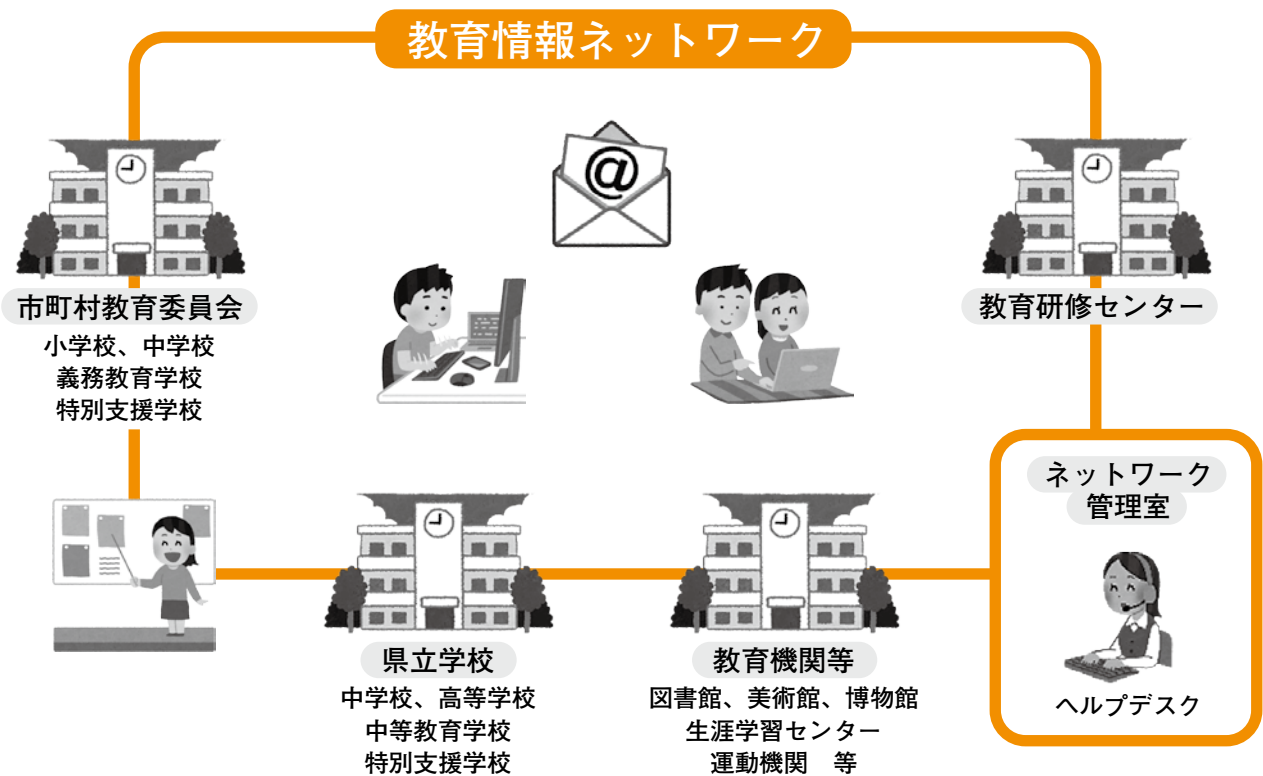 教育情報ネットワーク
市町村教育委員会
小学校、中学校
義務教育学校
特別支援学校
教育研修センター
ネットワーク
管理室
ヘルプデスク
県立学校
中学校、高等学校
中等教育学校
特別支援学校
教育機関等
図書館、美術館、博物館
生涯学習センター
運動機関　等
@